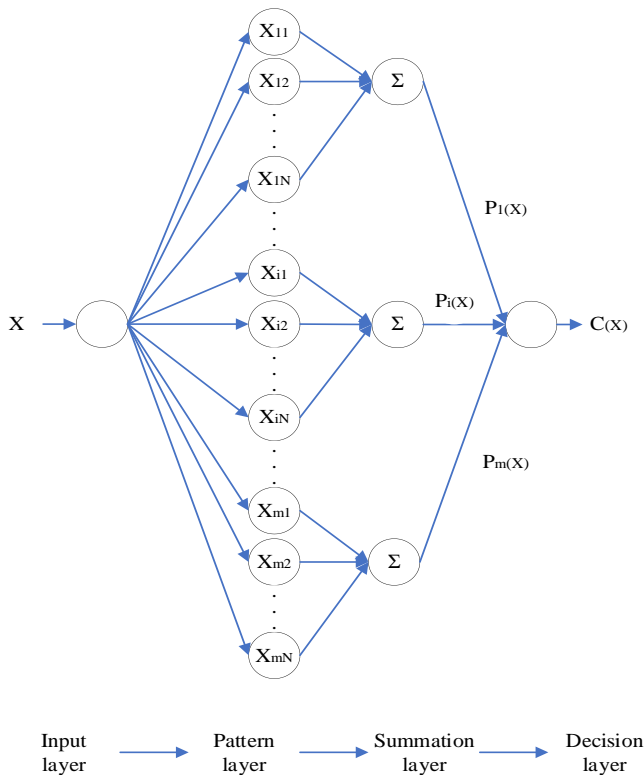 X₁₁
X₁₂
Σ
X₁N
P₁(X)
Xᵢ₁
Pᵢ(X)
X
Xᵢ₂
Σ
C(X)
XᵢN
Pₘ(X)
Xₘ₁
Xₘ₂
Σ
XₘN
Input
layer
Pattern
layer
Summation
layer
Decision
layer